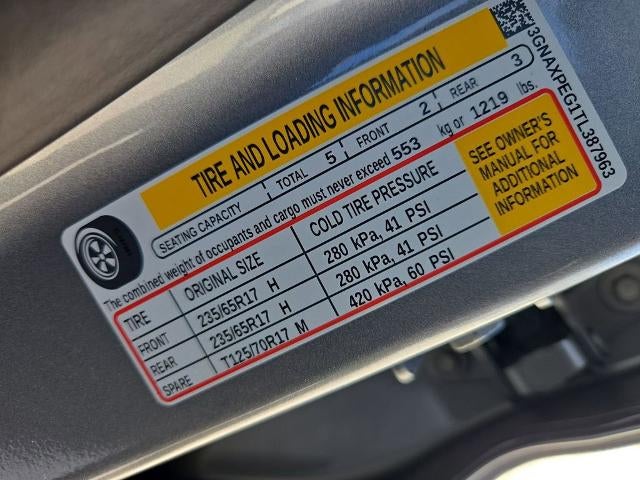 TIRE AND LOADING INFORMATION
SEATING CAPACITY TOTAL 5 FRONT 2 REAR 3
The combined weight of occupants and cargo must never exceed 553 kg or 1219 lbs.
TIRE ORIGINAL SIZE COLD TIRE PRESSURE
FRONT 235/65R17 H 280 kPa, 41 PSI
REAR 235/65R17 H 280 kPa, 41 PSI
SPARE T125/70R17 M 420 kPa, 60 PSI
SEE OWNER'S
MANUAL FOR
ADDITIONAL
INFORMATION
3GNAXPEG1TL387963